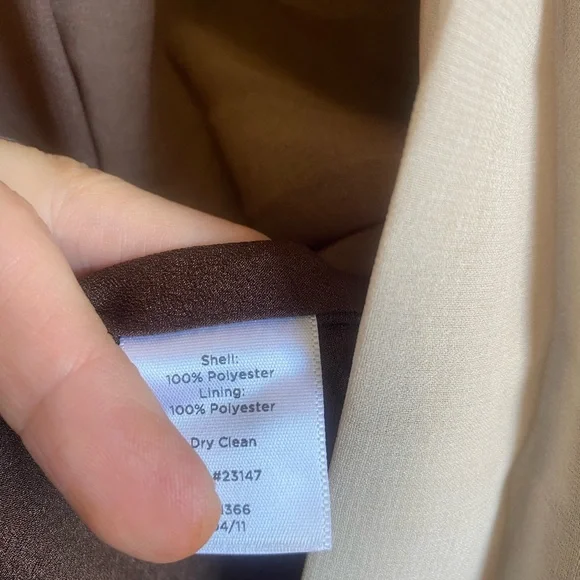 Shell:
100% Polyester
Lining:
100% Polyester
Dry Clean
#23147
366
4/11